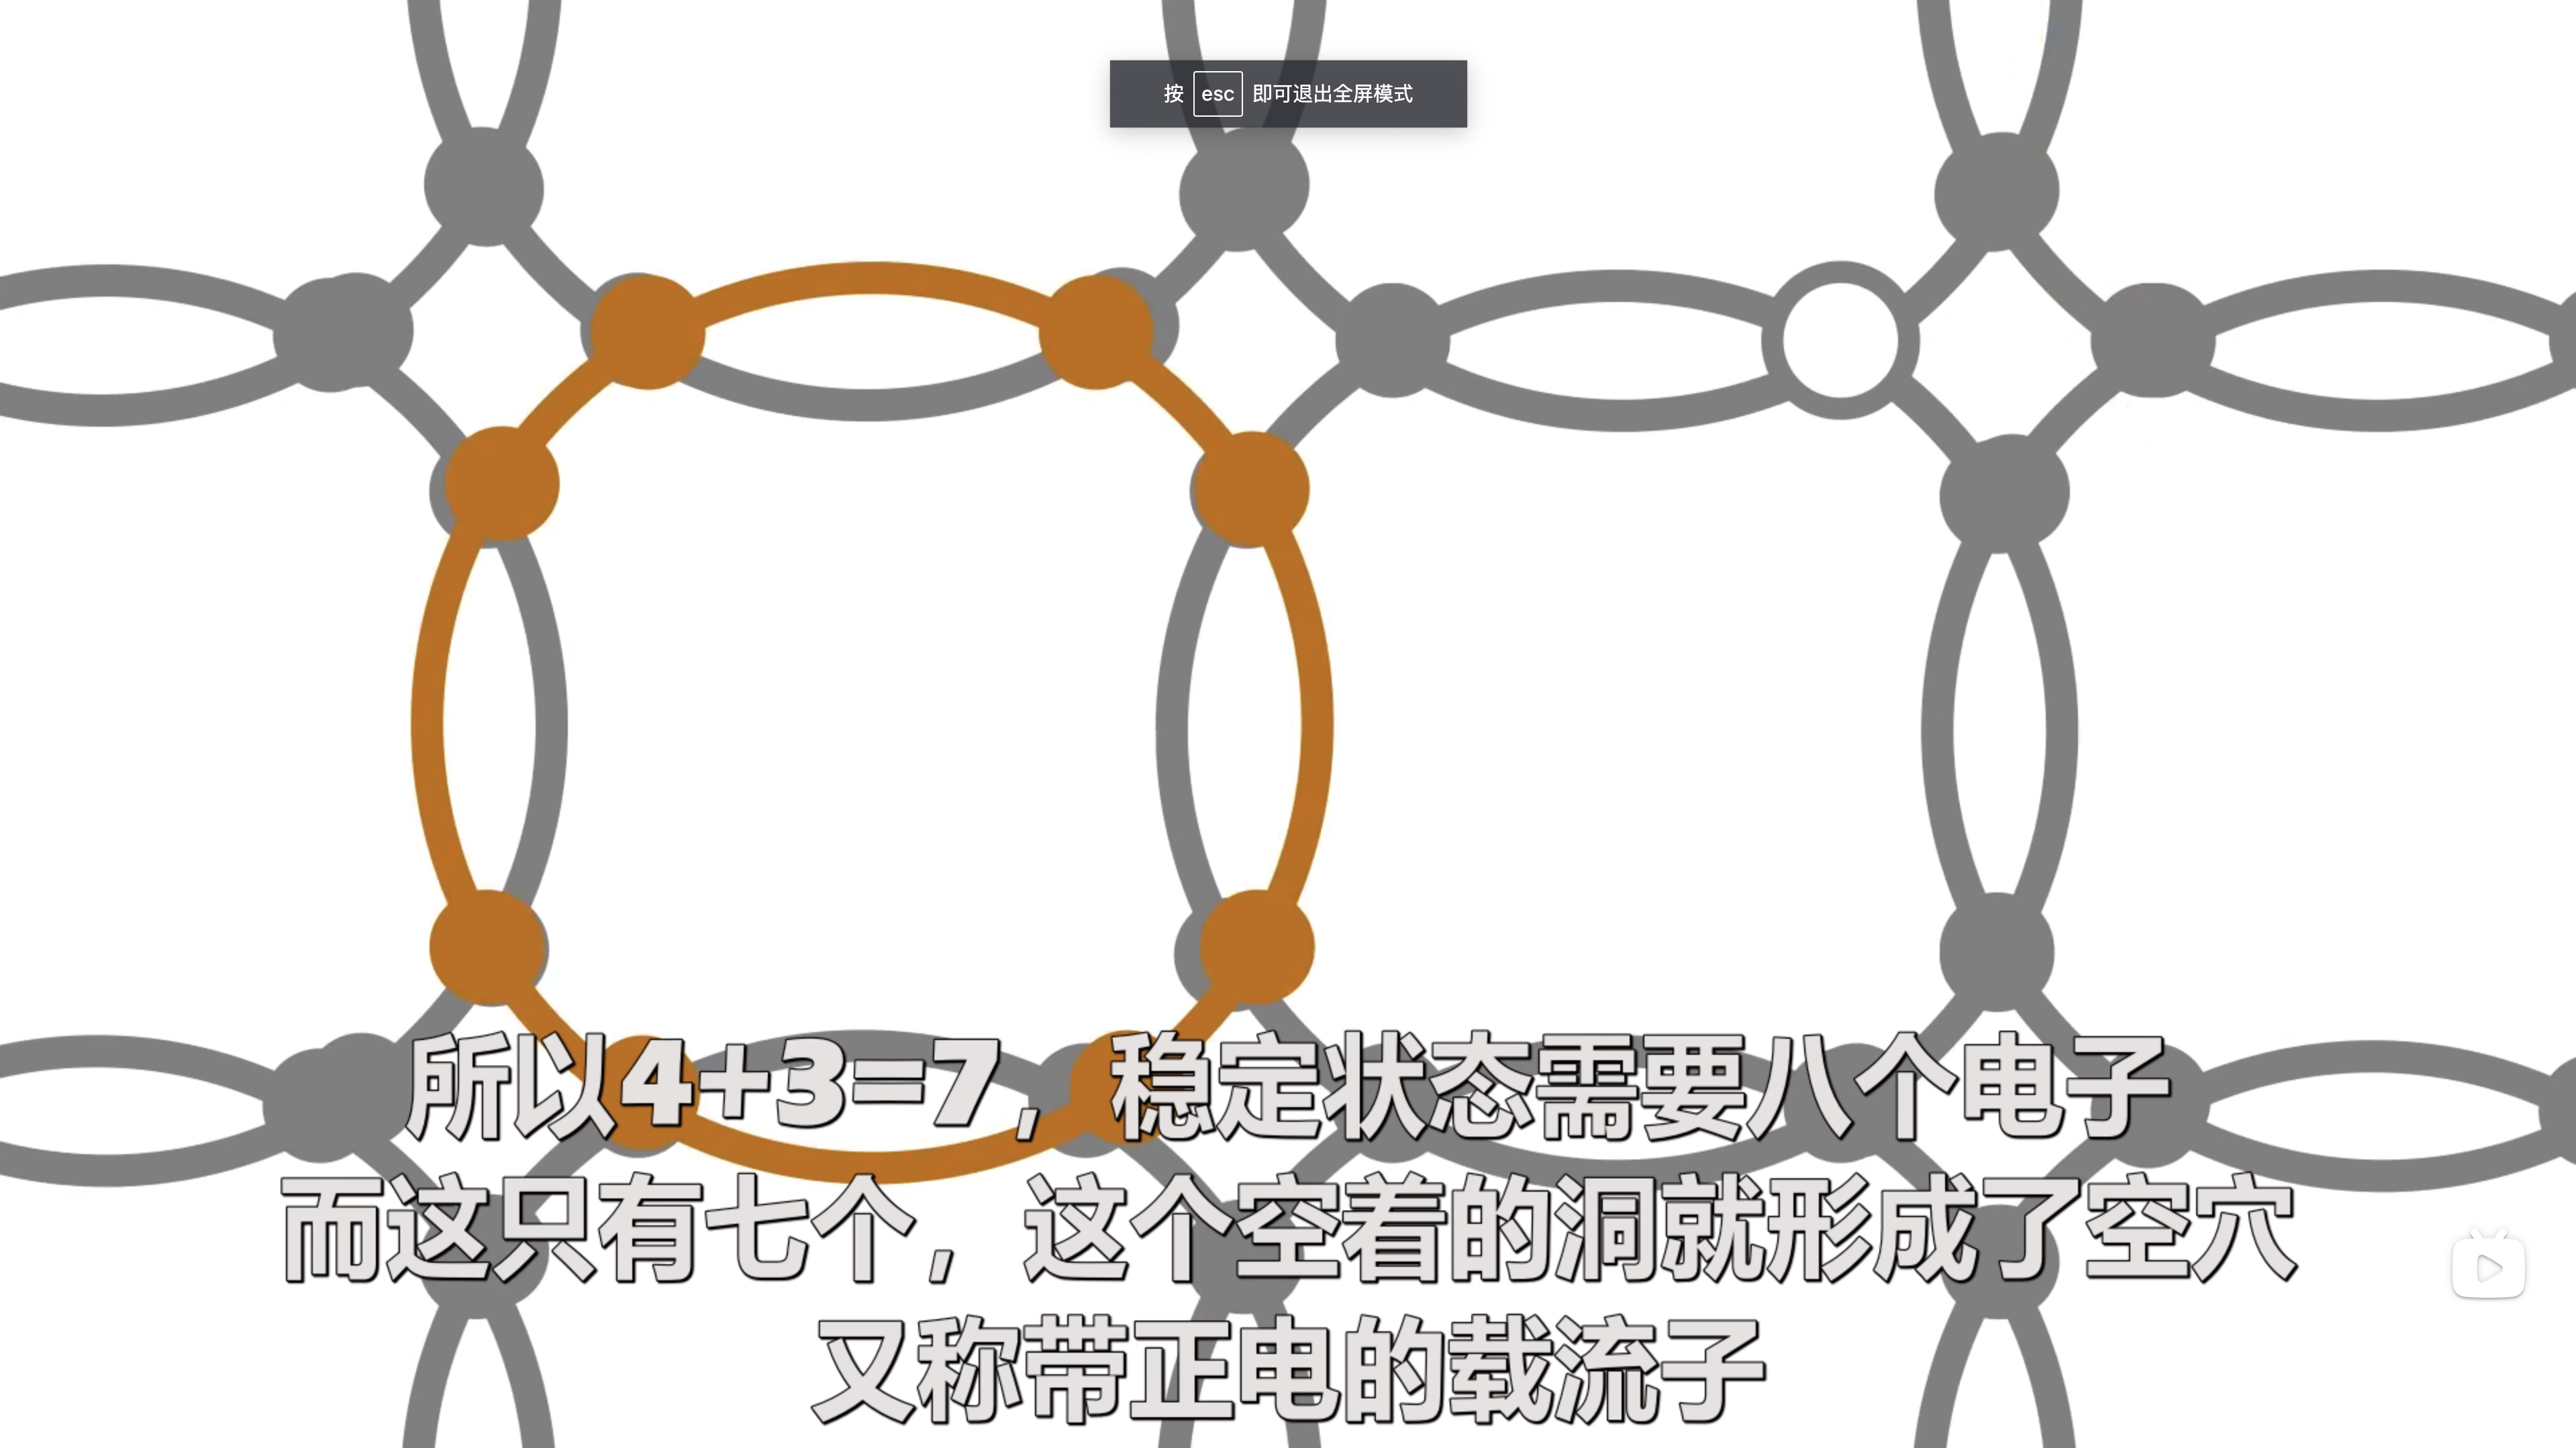 按 esc 即可退出全屏模式
所以4+3=7，稳定状态需要八个电子
而这只有七个，这个空着的洞就形成了空穴
又称带正电的载流子